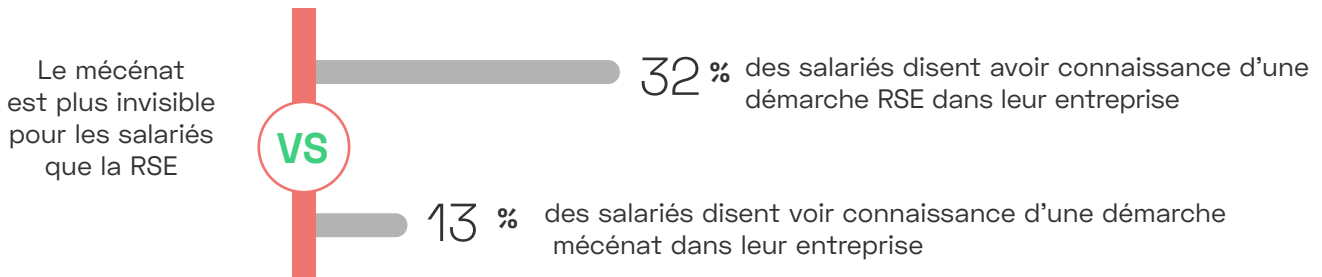 Le mécénat
est plus invisible
pour les salariés
que la RSE
VS
32 % des salariés disent avoir connaissance d'une
démarche RSE dans leur entreprise
13 % des salariés disent voir connaissance d'une démarche
mécénat dans leur entreprise